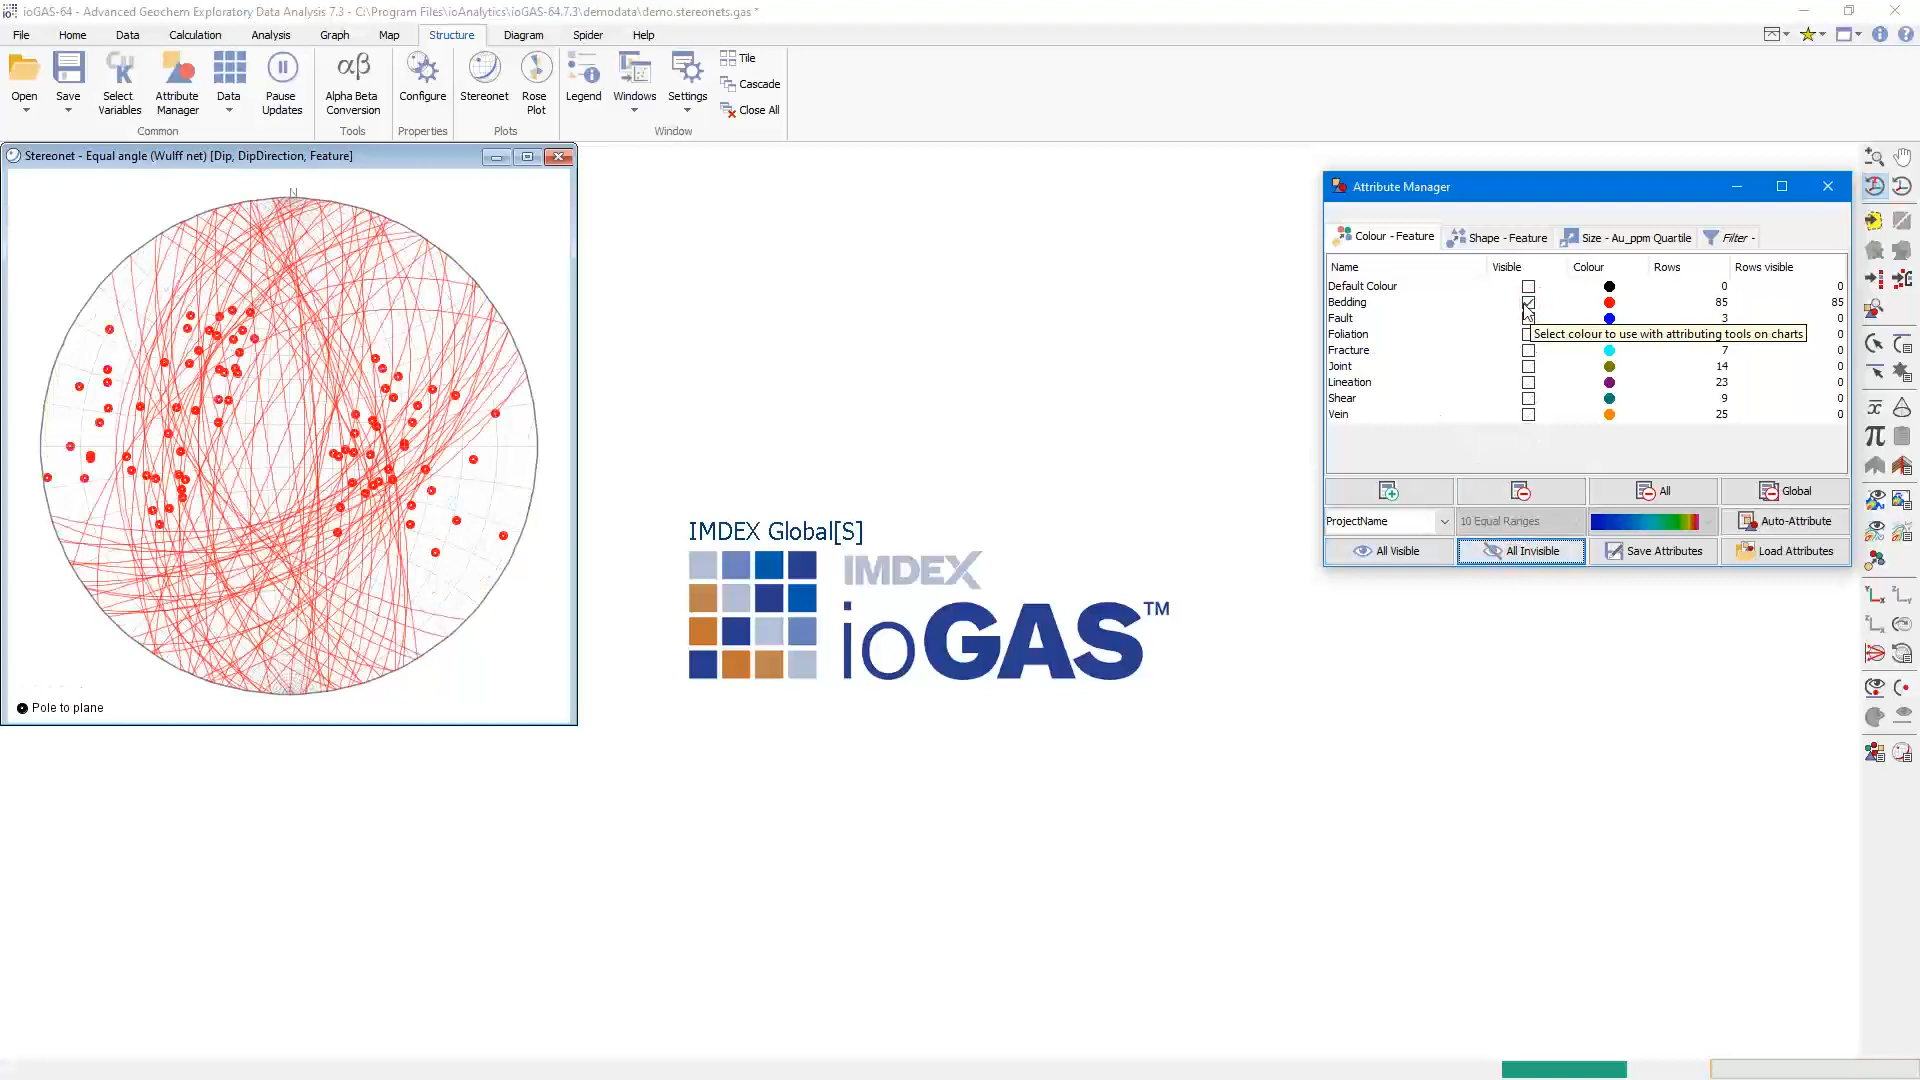 ioGAS-64 - Advanced Geochem Exploratory Data Analysis 7.3 - C:\Program Files\ioAnalytics\ioGAS-64.7.3\demodata\demo.stereonets.gas *
File Home Data Calculation Analysis Graph Map Structure Diagram Spider Help
Open Save Select Variables Attribute Manager Data Pause Updates Alpha Beta Conversion Configure Stereonet Rose Plot Legend Windows Settings
Tile
Cascade
Close All
Common Tools Properties Plots Window
Stereonet - Equal angle (Wulff net) [Dip, DipDirection, Feature]
N
Pole to plane
IMDEX Global[S]
IMDEX
ioGAS™
Attribute Manager
Colour - Feature Shape - Feature Size - Au_ppm Quartile Filter -
Name Visible Colour Rows Rows visible
Default Colour 0 0
Bedding 85 85
Fault 3 0
Foliation 0
Select colour to use with attributing tools on charts
Fracture 7 0
Joint 14 0
Lineation 23 0
Shear 9 0
Vein 25 0
All Global
ProjectName 10 Equal Ranges Auto-Attribute
All Visible All Invisible Save Attributes Load Attributes